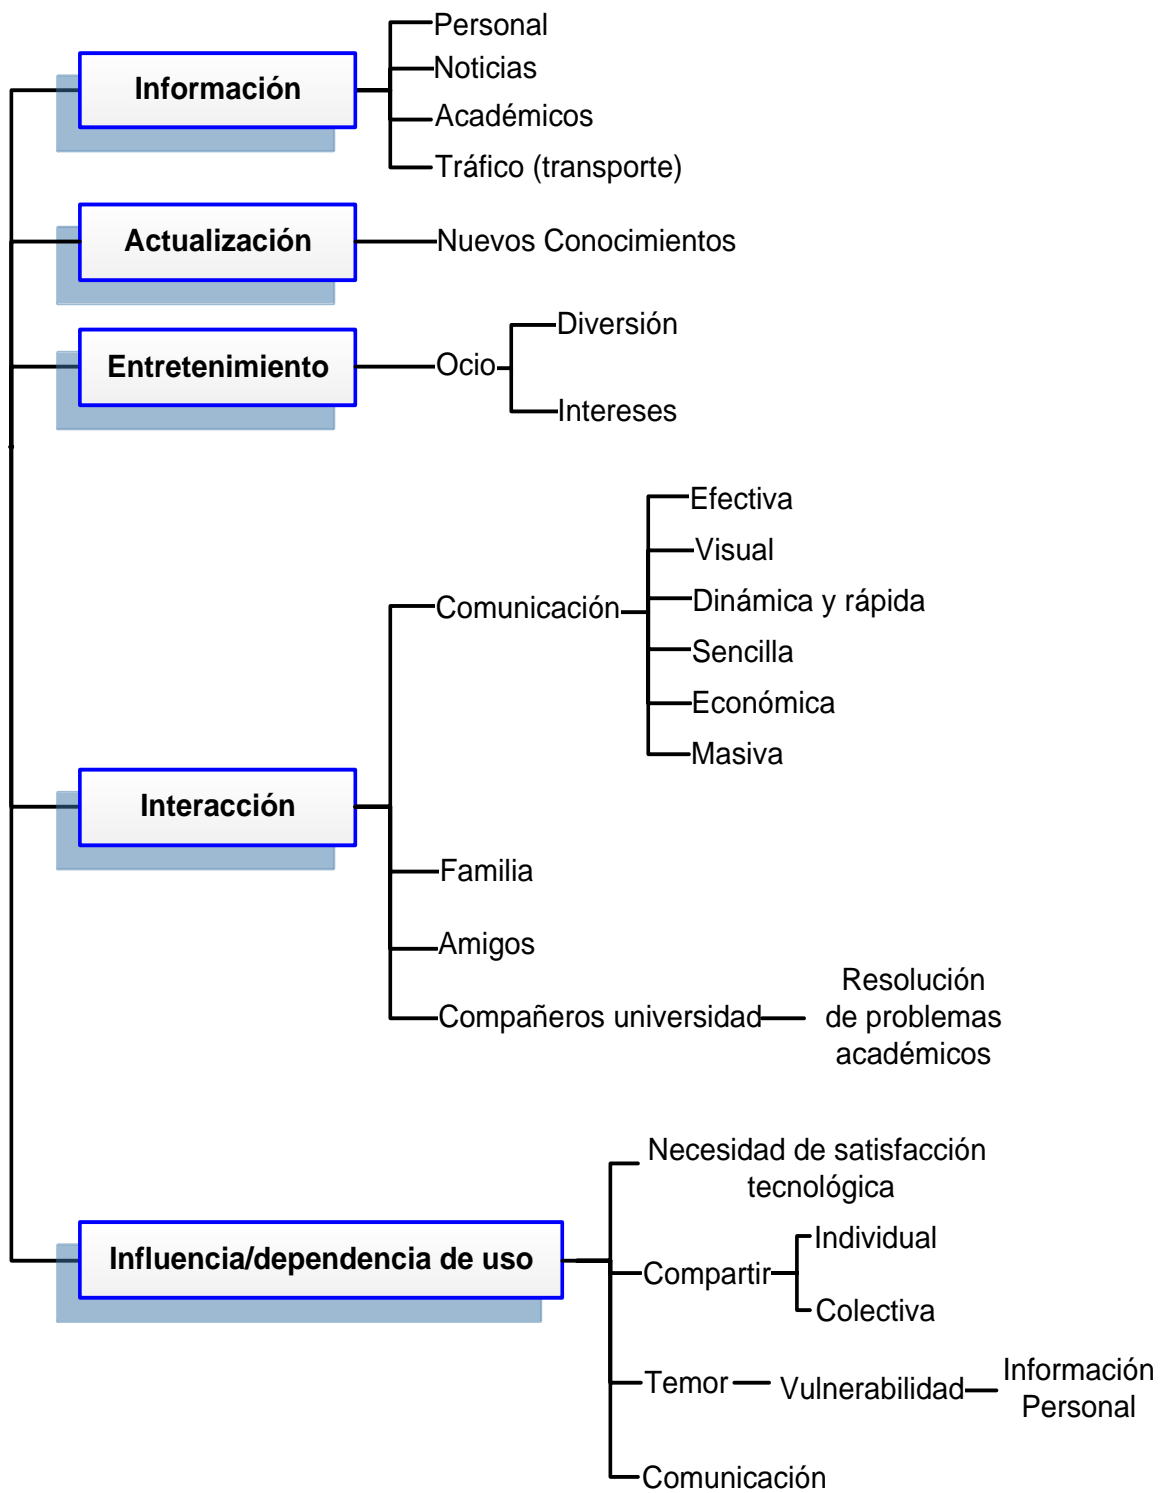 Información
Personal
Noticias
Académicos
Tráfico (transporte)
Actualización
Nuevos Conocimientos
Entretenimiento
Ocio
Diversión
Intereses
Interacción
Comunicación
Efectiva
Visual
Dinámica y rápida
Sencilla
Económica
Masiva
Familia
Amigos
Compañeros universidad
Resolución
de problemas
académicos
Influencia/dependencia de uso
Necesidad de satisfacción
tecnológica
Compartir
Individual
Colectiva
Temor
Vulnerabilidad
Información
Personal
Comunicación